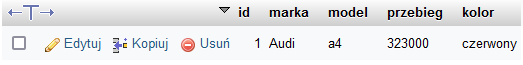 id marka model przebieg kolor
Edytuj Kopiuj Usuń 1 Audi a4 323000 czerwony